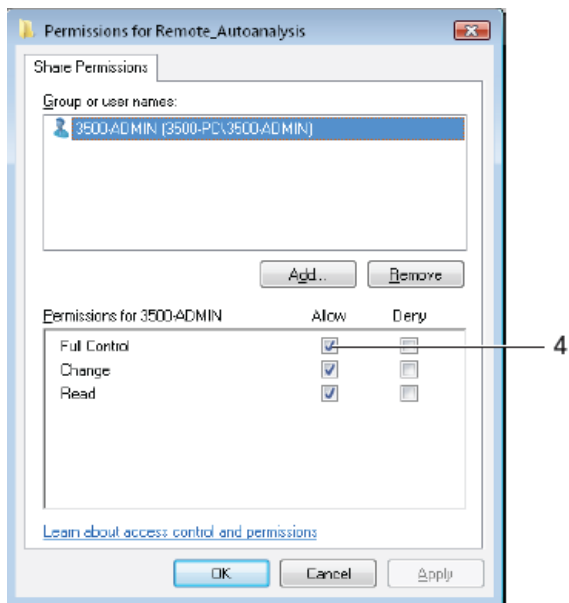 Permissions for Remote_Autoanalysis
Share Permissions
Group or user names:
3500-ADMIN (3500-PC\3500-ADMIN)
Add...
Remove
Permissions for 3500-ADMIN
Allow
Deny
Full Control
4
Change
Read
Learn about access control and permissions
OK
Cancel
Apply